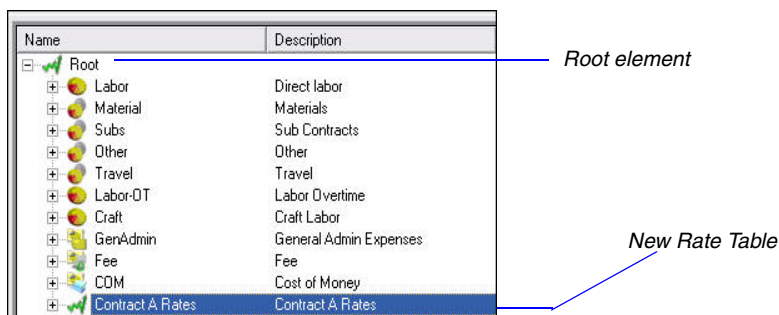 Name Description
Root Root element
Labor Direct labor
Material Materials
Subs Sub Contracts
Other Other
Travel Travel
Labor-OT Labor Overtime
Craft Craft Labor
GenAdmin General Admin Expenses
New Rate Table
Fee Fee
COM Cost of Money
Contract A Rates Contract A Rates